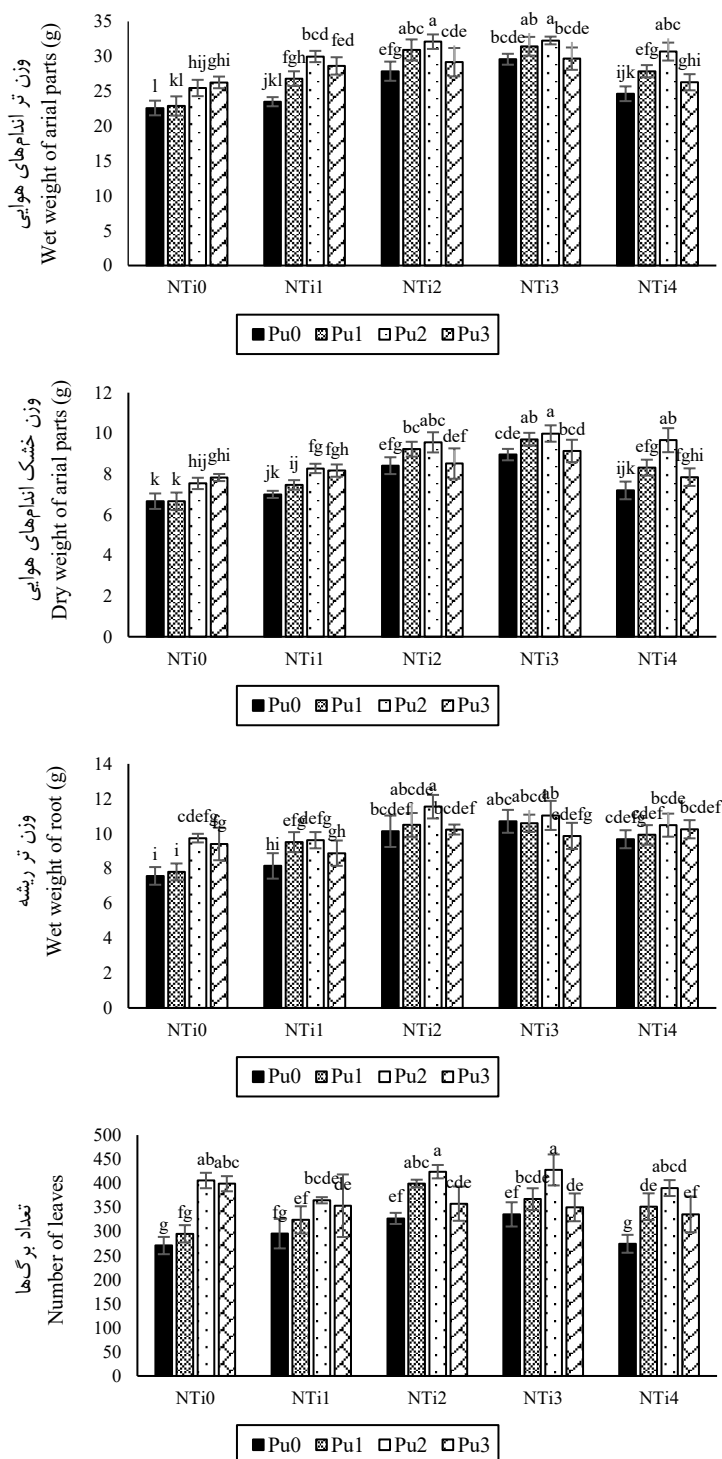 وزن تر اندام‌های هوایی
Wet weight of arial parts (g)
35
30
25
20
15
10
5
0
l kl hij ghi
jkl fgh bcd fed
efg abc a cde
bcde ab a bcde
ijk efg abc ghi
NTi0 NTi1 NTi2 NTi3 NTi4
Pu0 Pu1 Pu2 Pu3
وزن خشک اندام‌های هوایی
Dry weight of arial parts (g)
12
10
8
6
4
2
0
k k hij ghi
jk ij fg fgh
efg bc abc def
cde ab a bcd
ijk efg ab fghi
NTi0 NTi1 NTi2 NTi3 NTi4
Pu0 Pu1 Pu2 Pu3
وزن تر ریشه
Wet weight of root (g)
14
12
10
8
6
4
2
0
i i cdefg fg
hi efg defg gh
bcdef abcde a cdef
abc abcd ab cdefg
cdefg cdefg bcde bcdef
NTi0 NTi1 NTi2 NTi3 NTi4
Pu0 Pu1 Pu2 Pu3
تعداد برگ‌ها
Number of leaves
500
450
400
350
300
250
200
150
100
50
0
g fg ab abc
fg ef bcde de
ef abc a cde
ef bcde a de
g de abcd ef
NTi0 NTi1 NTi2 NTi3 NTi4
Pu0 Pu1 Pu2 Pu3